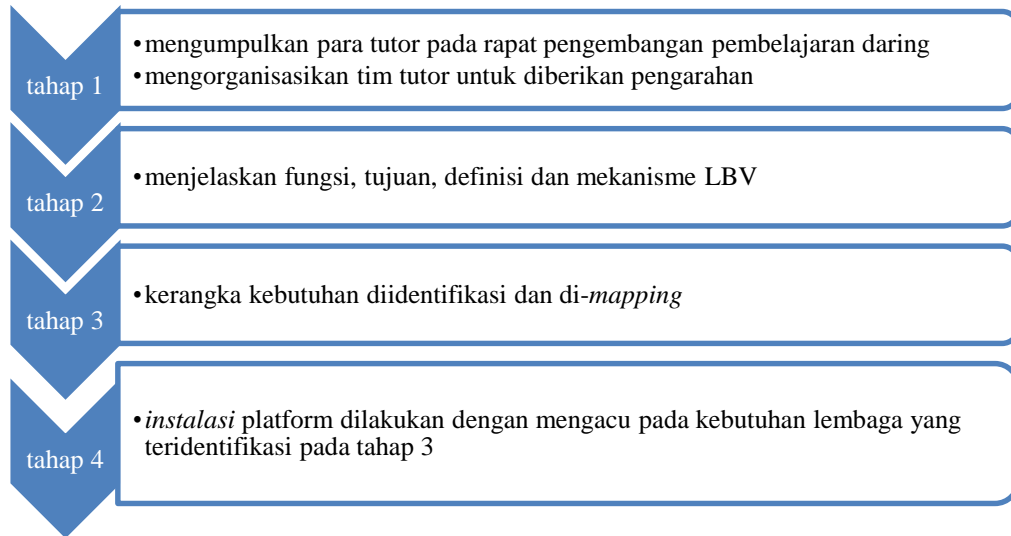 tahap 1
•mengumpulkan para tutor pada rapat pengembangan pembelajaran daring
•mengorganisasikan tim tutor untuk diberikan pengarahan
tahap 2
•menjelaskan fungsi, tujuan, definisi dan mekanisme LBV
tahap 3
•kerangka kebutuhan diidentifikasi dan di-mapping
tahap 4
•instalasi platform dilakukan dengan mengacu pada kebutuhan lembaga yang
teridentifikasi pada tahap 3